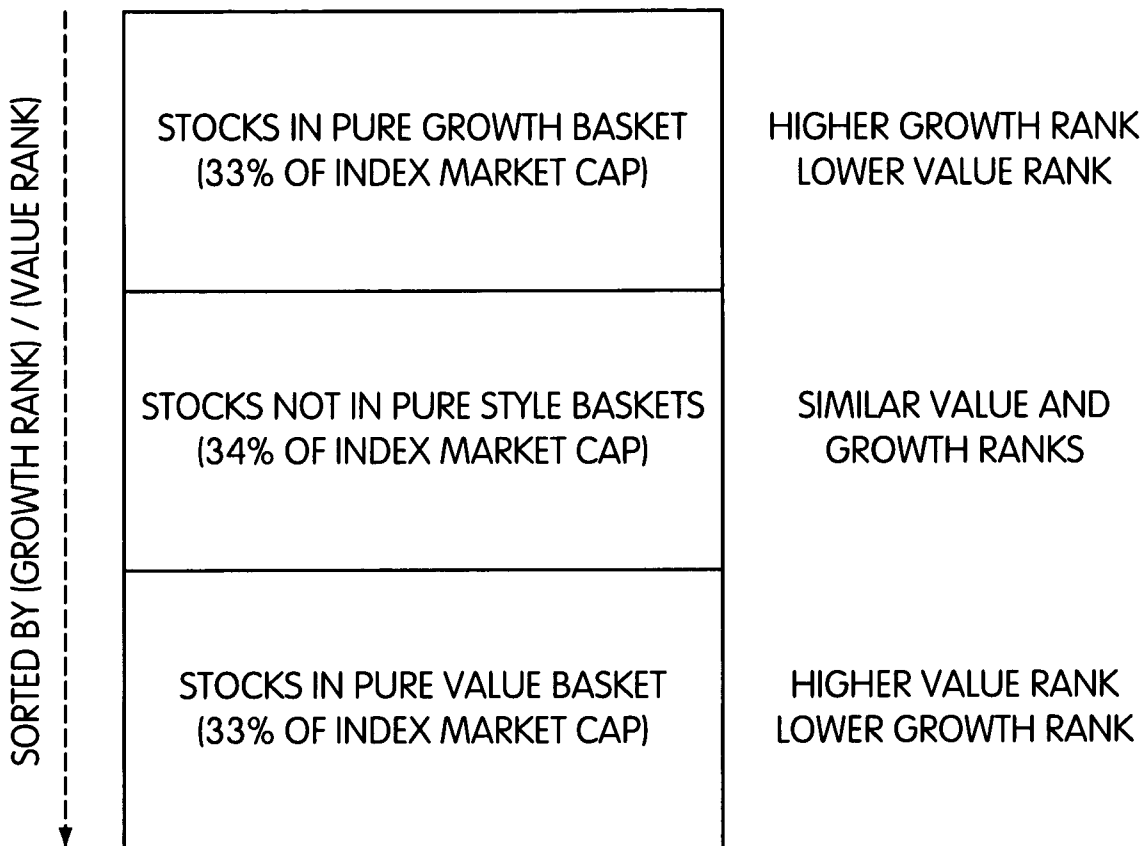 SORTED BY (GROWTH RANK) / (VALUE RANK)
STOCKS IN PURE GROWTH BASKET
(33% OF INDEX MARKET CAP)
HIGHER GROWTH RANK
LOWER VALUE RANK
STOCKS NOT IN PURE STYLE BASKETS
(34% OF INDEX MARKET CAP)
SIMILAR VALUE AND
GROWTH RANKS
STOCKS IN PURE VALUE BASKET
(33% OF INDEX MARKET CAP)
HIGHER VALUE RANK
LOWER GROWTH RANK